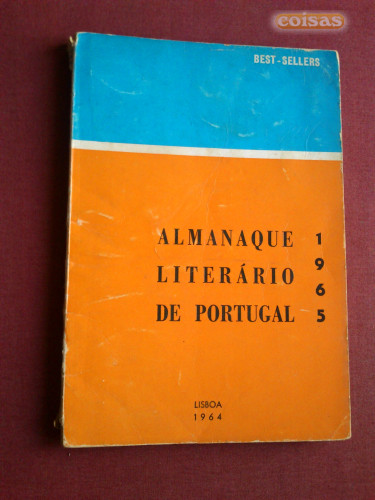 coisas
BEST-SELLERS
ALMANAQUE
LITERÁRIO
DE PORTUGAL
1
9
6
5
LISBOA
1964